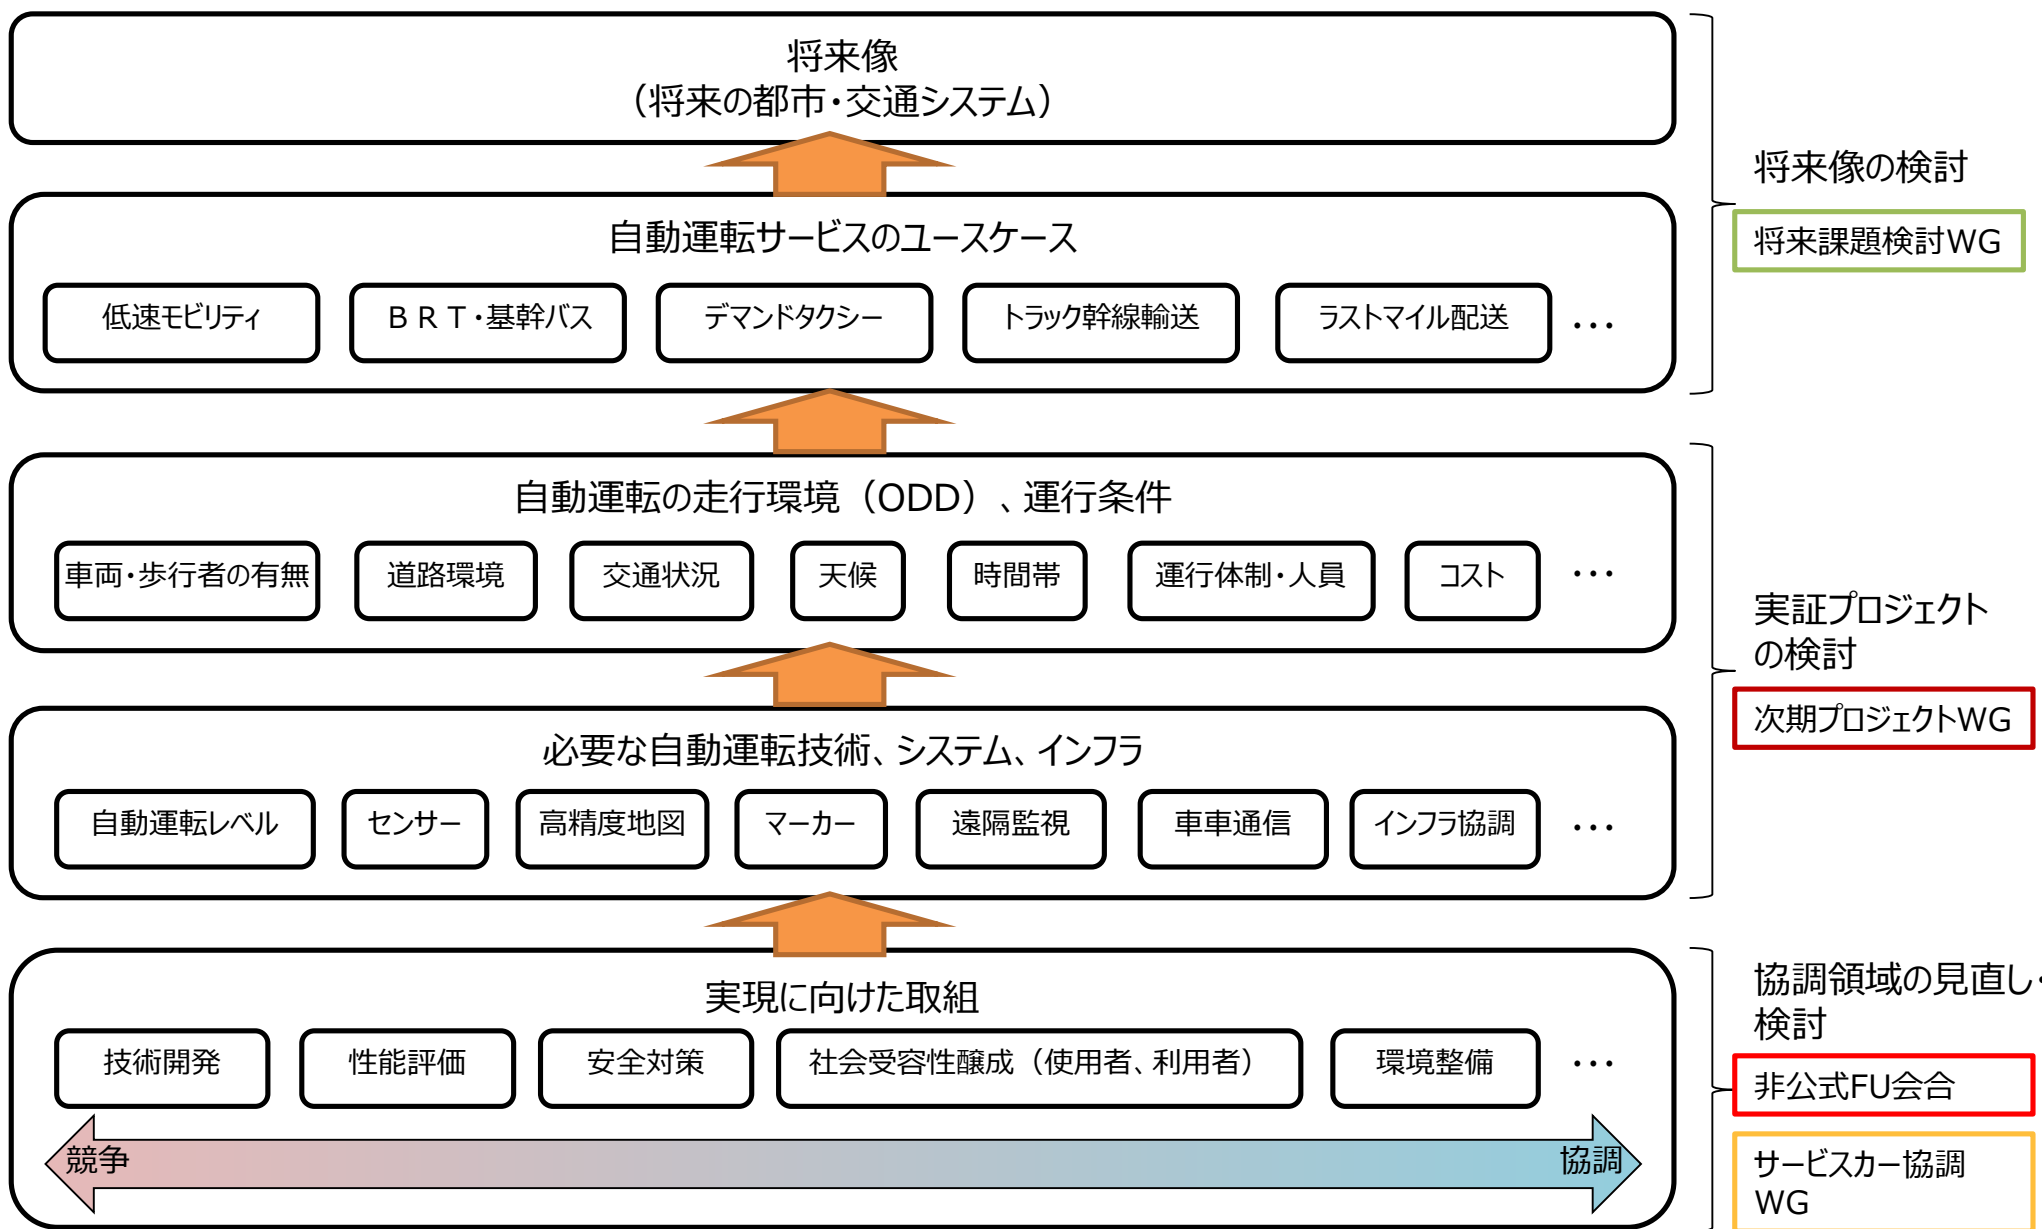 将来像
（将来の都市・交通システム）
自動運転サービスのユースケース
低速モビリティ
ＢＲＴ・基幹バス
デマンドタクシー
トラック幹線輸送
ラストマイル配送
…
将来像の検討
将来課題検討WG
自動運転の走行環境（ODD）、運行条件
車両・歩行者の有無
道路環境
交通状況
天候
時間帯
運行体制・人員
コスト
…
必要な自動運転技術、システム、インフラ
自動運転レベル
センサー
高精度地図
マーカー
遠隔監視
車車通信
インフラ協調
…
実証プロジェクト
の検討
次期プロジェクトWG
実現に向けた取組
技術開発
性能評価
安全対策
社会受容性醸成（使用者、利用者）
環境整備
…
競争
協調
協調領域の見直し・
検討
非公式FU会合
サービスカー協調
WG